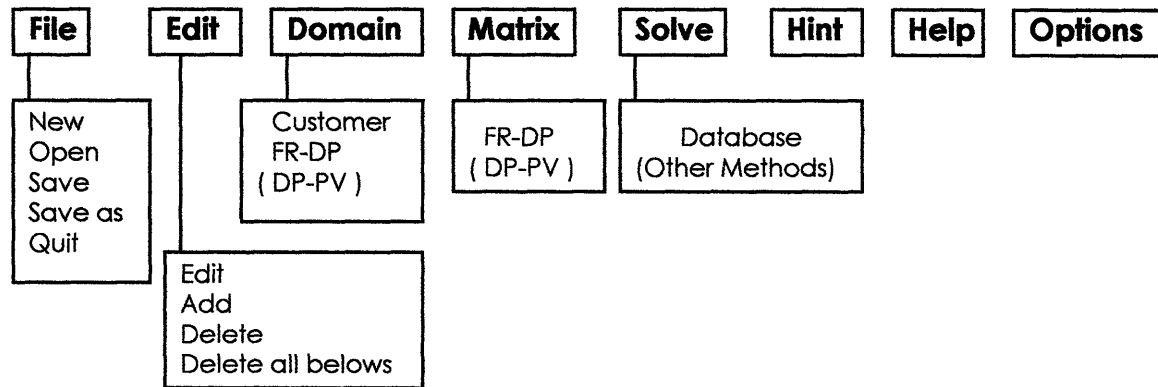 File Edit Domain Matrix Solve Hint Help Options
New
Open
Save
Save as
Quit
Edit
Add
Delete
Delete all belows
Customer
FR-DP
( DP-PV )
FR-DP
( DP-PV )
Database
(Other Methods)